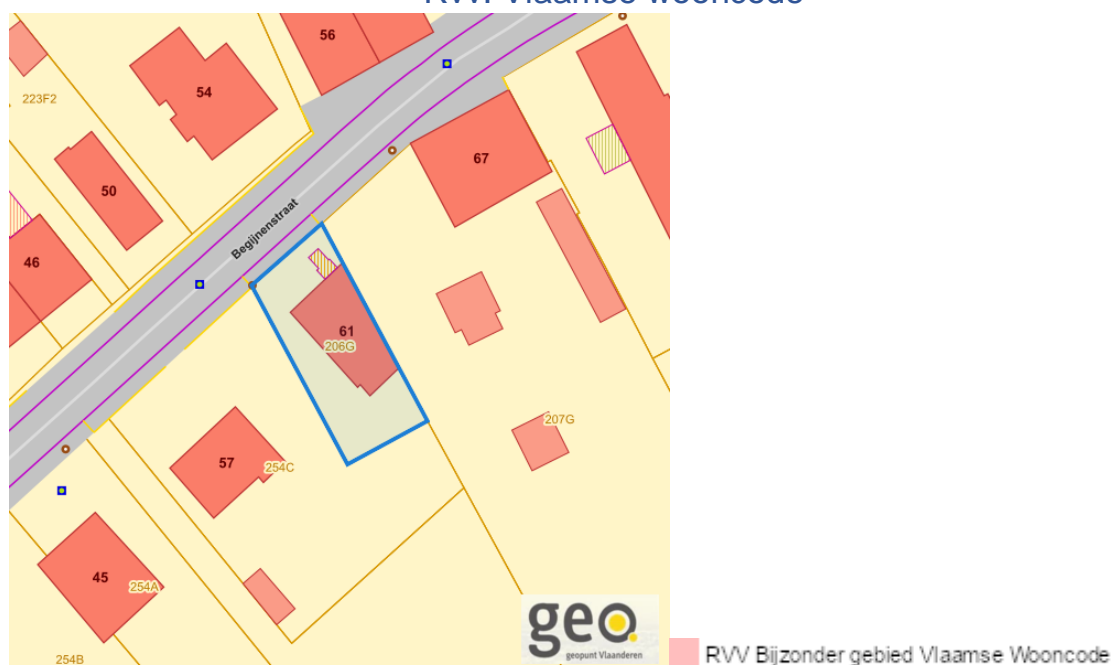 RVV: Vlaamse wooncode
56
54
223F2
67
50
Begijnenstraat
46
61
206G
207G
57
254C
45
254A
254B
geo
geopunt Vlaanderen
RVV Bijzonder gebied Vlaamse Wooncode